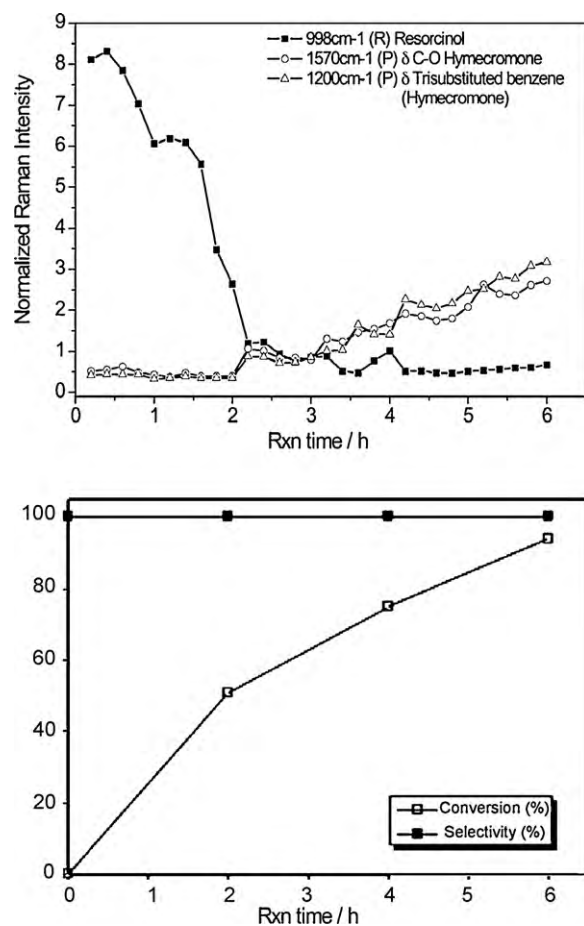 9
8
7
6
5
4
3
2
1
0
Normalized Raman Intensity
998cm-1 (R) Resorcinol
1570cm-1 (P) δ C-O Hymecromone
1200cm-1 (P) δ Trisubstituted benzene
(Hymecromone)
0 1 2 3 4 5 6
Rxn time / h
100
80
60
40
20
0
Conversion (%)
Selectivity (%)
0 1 2 3 4 5 6
Rxn time / h